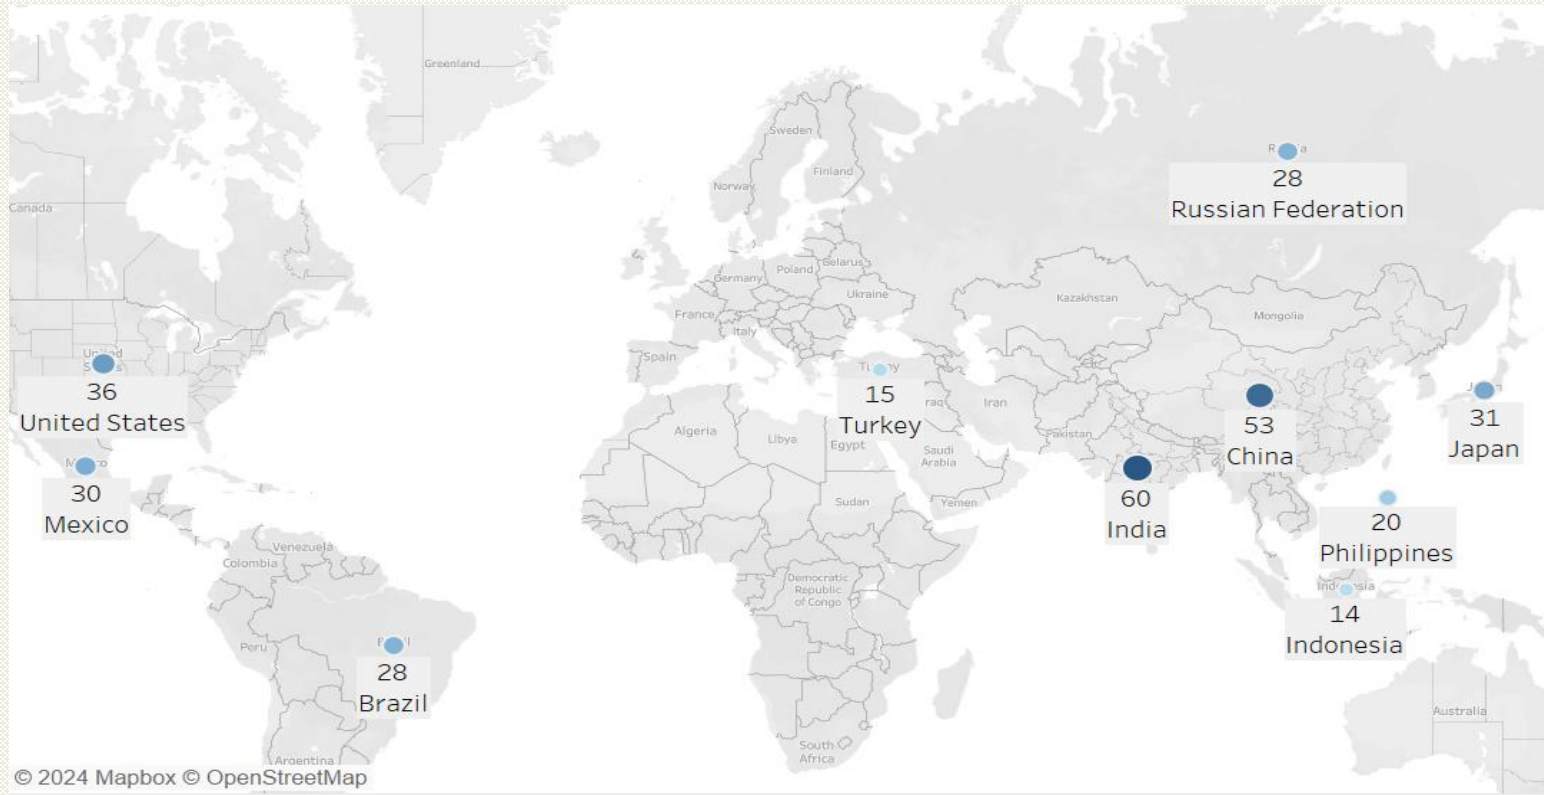 Greenland
Sweden
Finland
Norway
Canada
28
Russian Federation
Belarus
Poland
Germany
Ukraine
Kazakhstan
France
Mongolia
Italy
United
Spain
36
United States
15
Turkey
53
China
31
Japan
Iran
Algeria
Libya
Egypt
Pakistan
Saudi
Arabia
30
Mexico
60
India
Sudan
Yemen
20
Philippines
Venezuela
Colombia
Democratic
Republic
of Congo
14
Indonesia
Peru
28
Brazil
Australia
South
Africa
Argentina
© 2024 Mapbox © OpenStreetMap